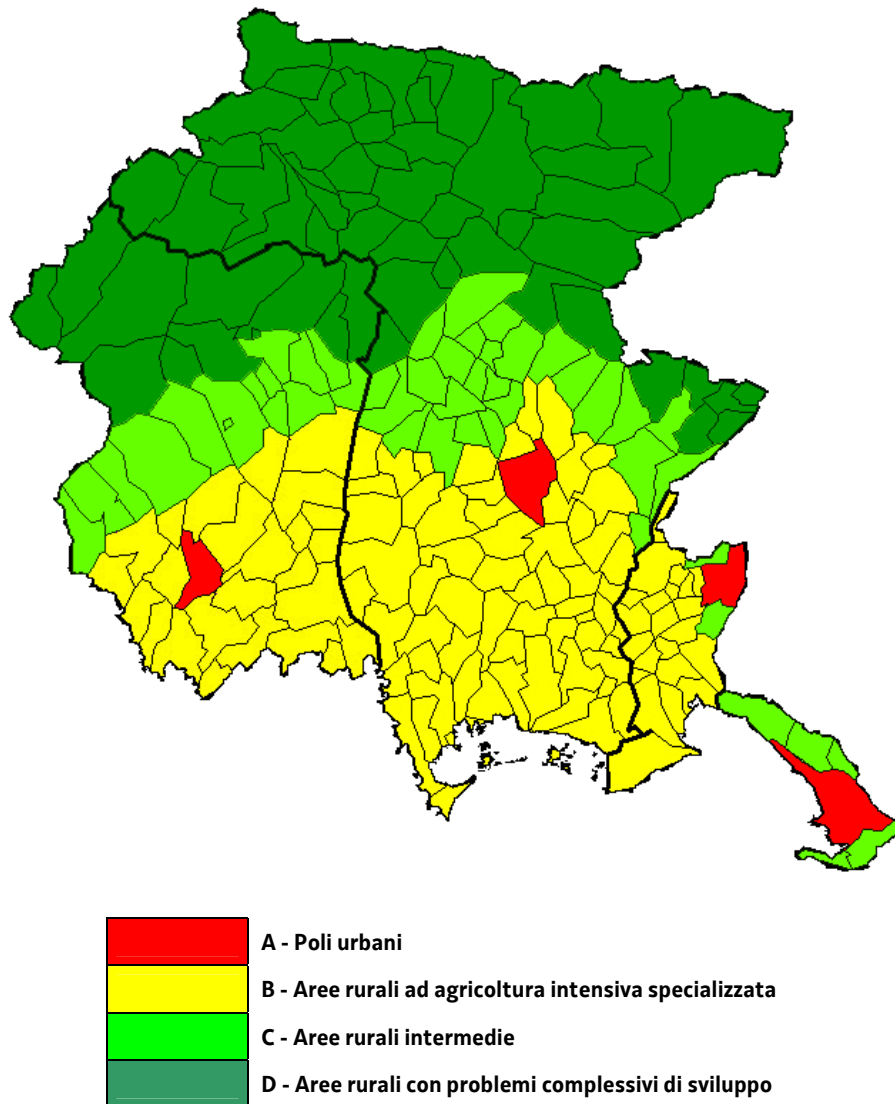 A - Poli urbani
B - Aree rurali ad agricoltura intensiva specializzata
C - Aree rurali intermedie
D - Aree rurali con problemi complessivi di sviluppo